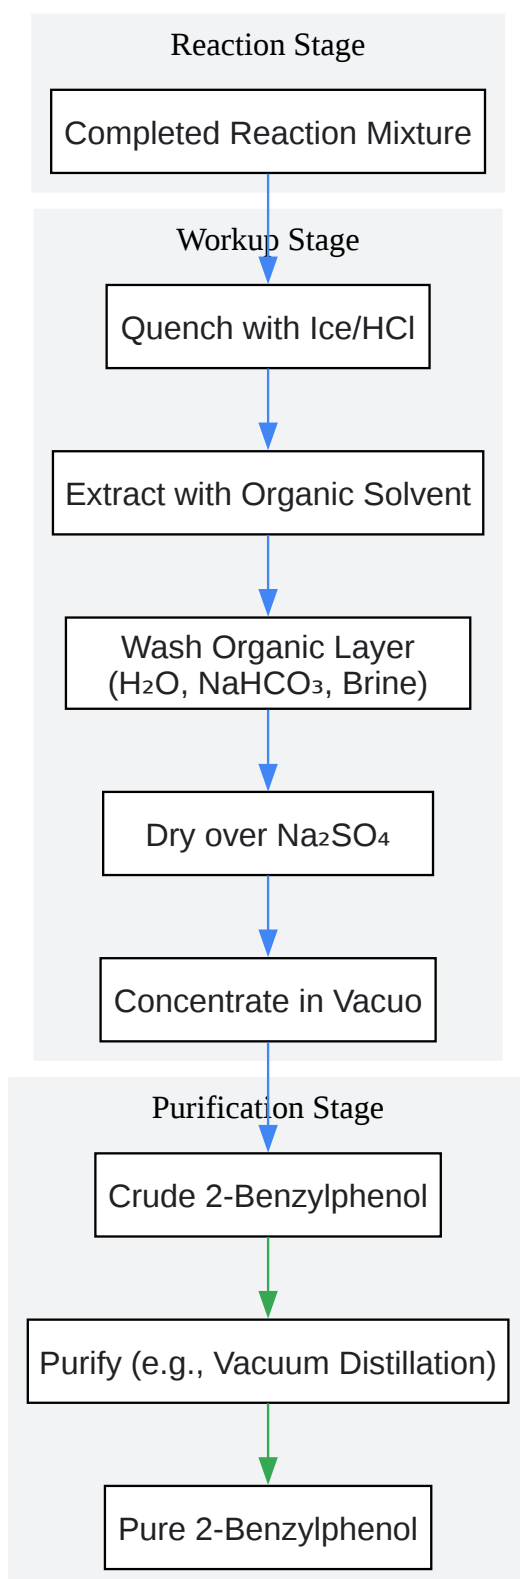 Reaction Stage
Completed Reaction Mixture
Workup Stage
Quench with Ice/HCl
Extract with Organic Solvent
Wash Organic Layer
(H₂O, NaHCO₃, Brine)
Dry over Na₂SO₄
Concentrate in Vacuo
Purification Stage
Crude 2-Benzylphenol
Purify (e.g., Vacuum Distillation)
Pure 2-Benzylphenol